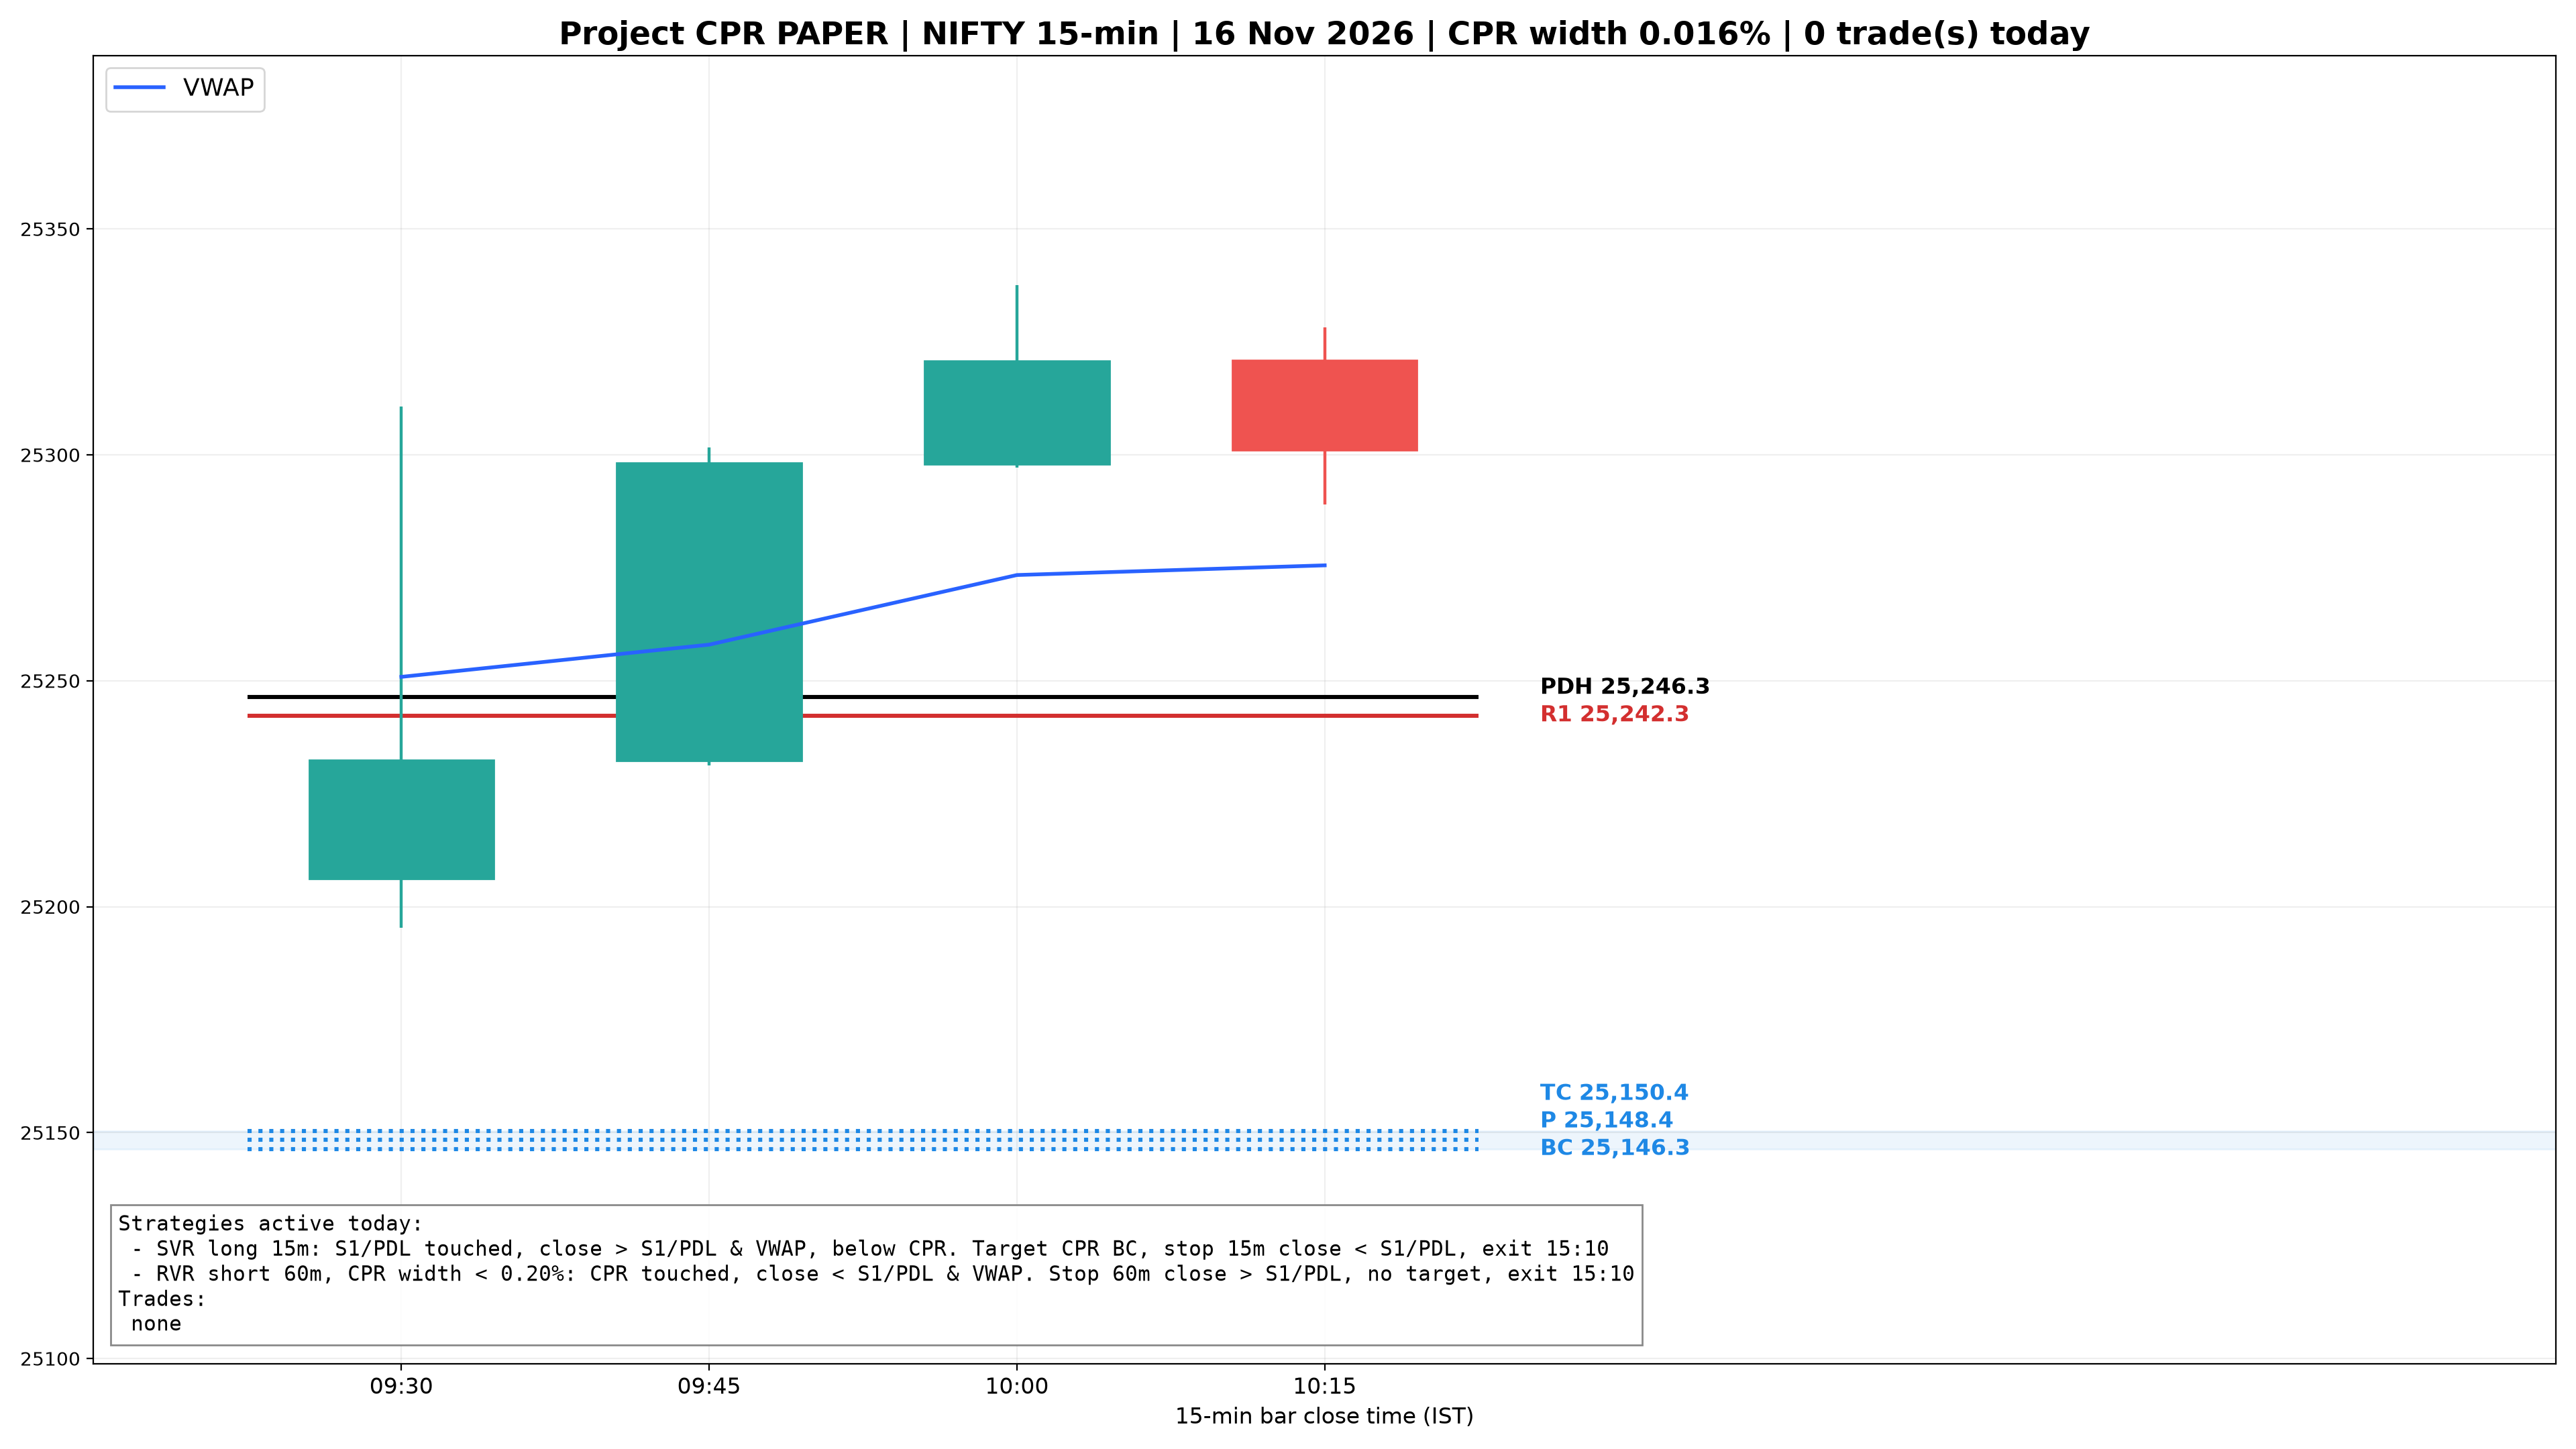 Project CPR PAPER | NIFTY 15-min | 16 Nov 2026 | CPR width 0.016% | 0 trade(s) today
VWAP
25350
25300
25250
25200
25150
25100
PDH 25,246.3
R1 25,242.3
TC 25,150.4
P 25,148.4
BC 25,146.3
Strategies active today:
- SVR long 15m: S1/PDL touched, close > S1/PDL & VWAP, below CPR. Target CPR BC, stop 15m close < S1/PDL, exit 15:10
- RVR short 60m, CPR width < 0.20%: CPR touched, close < S1/PDL & VWAP. Stop 60m close > S1/PDL, no target, exit 15:10
Trades:
none
09:30 09:45 10:00 10:15
15-min bar close time (IST)